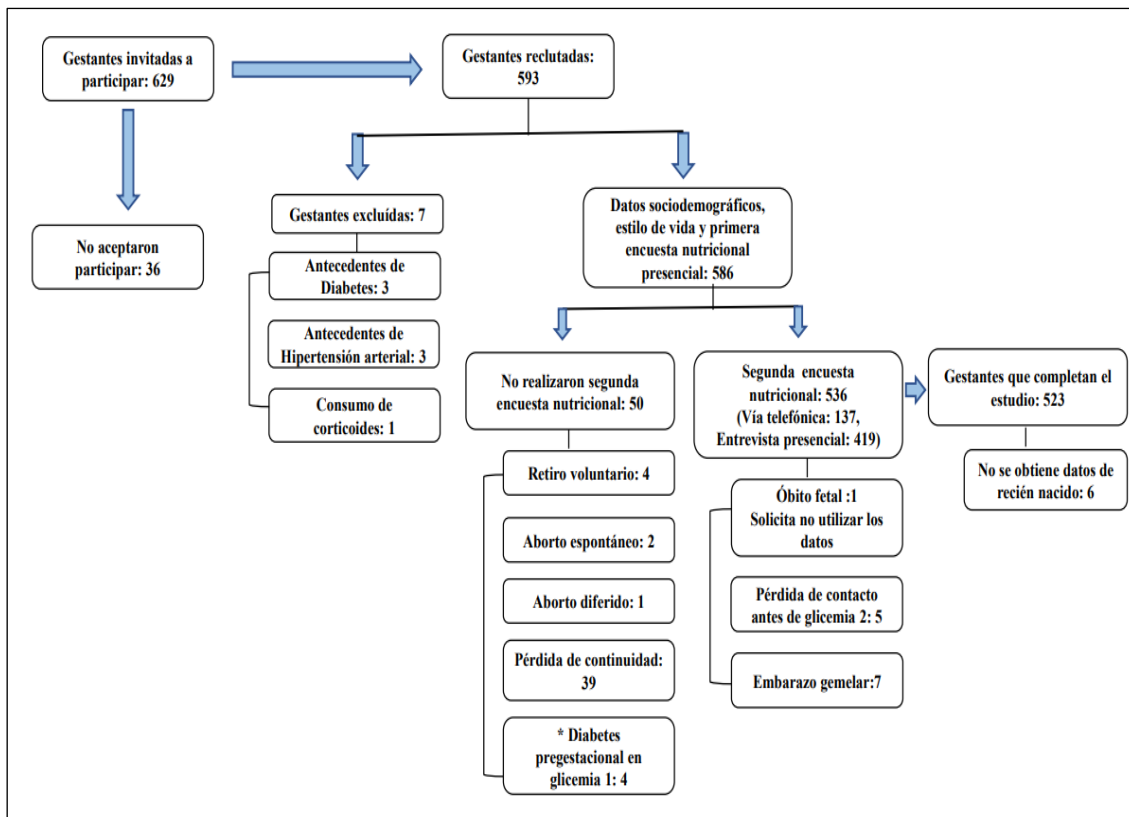 Gestantes invitadas a
participar: 629
Gestantes reclutadas:
593
No aceptaron
participar: 36
Gestantes excluídas: 7
Antecedentes de
Diabetes: 3
Antecedentes de
Hipertensión arterial: 3
Consumo de
corticoides: 1
Datos sociodemográficos,
estilo de vida y primera
encuesta nutricional
presencial: 586
No realizaron segunda
encuesta nutricional: 50
Retiro voluntario: 4
Aborto espontáneo: 2
Aborto diferido: 1
Pérdida de continuidad:
39
* Diabetes
pregestacional en
glicemia 1: 4
Segunda encuesta
nutricional: 536
(Vía telefónica: 137,
Entrevista presencial: 419)
Óbito fetal :1
Solicita no utilizar los
datos
Pérdida de contacto
antes de glicemia 2: 5
Embarazo gemelar:7
Gestantes que completan el
estudio: 523
No se obtiene datos de
recién nacido: 6